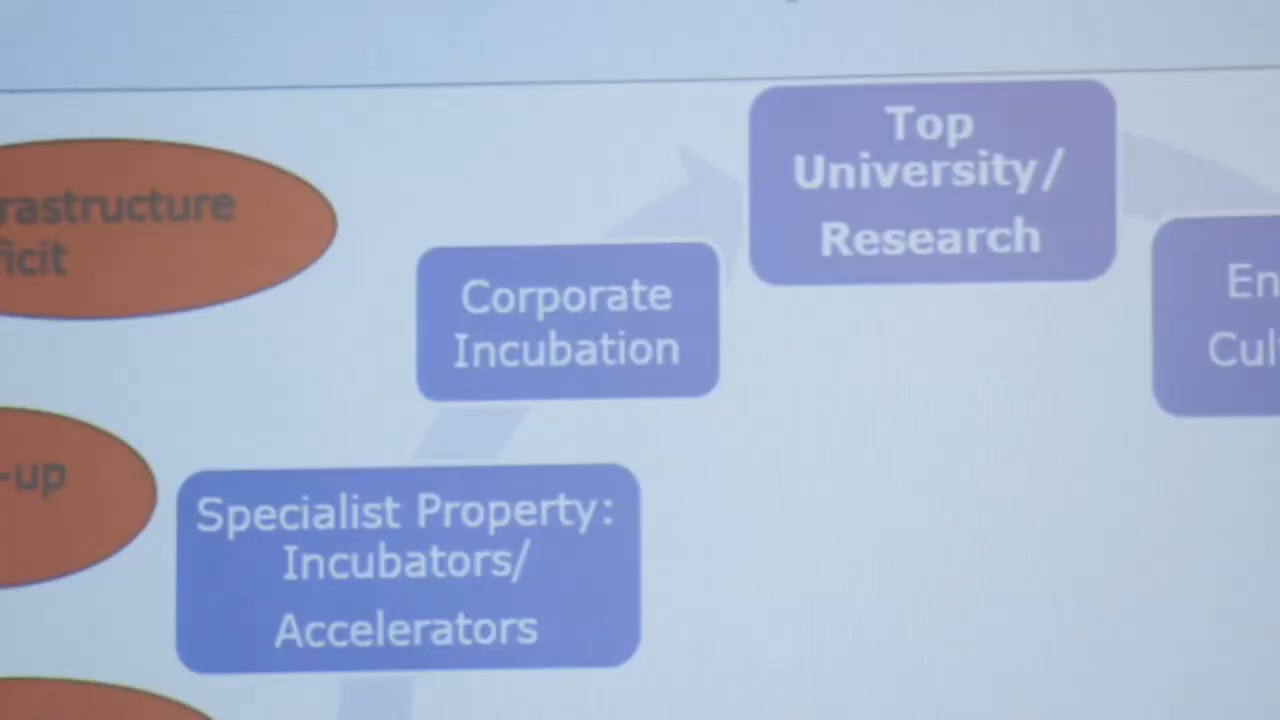 Top
University/
Research
Corporate
Incubation
Specialist Property:
Incubators/
Accelerators